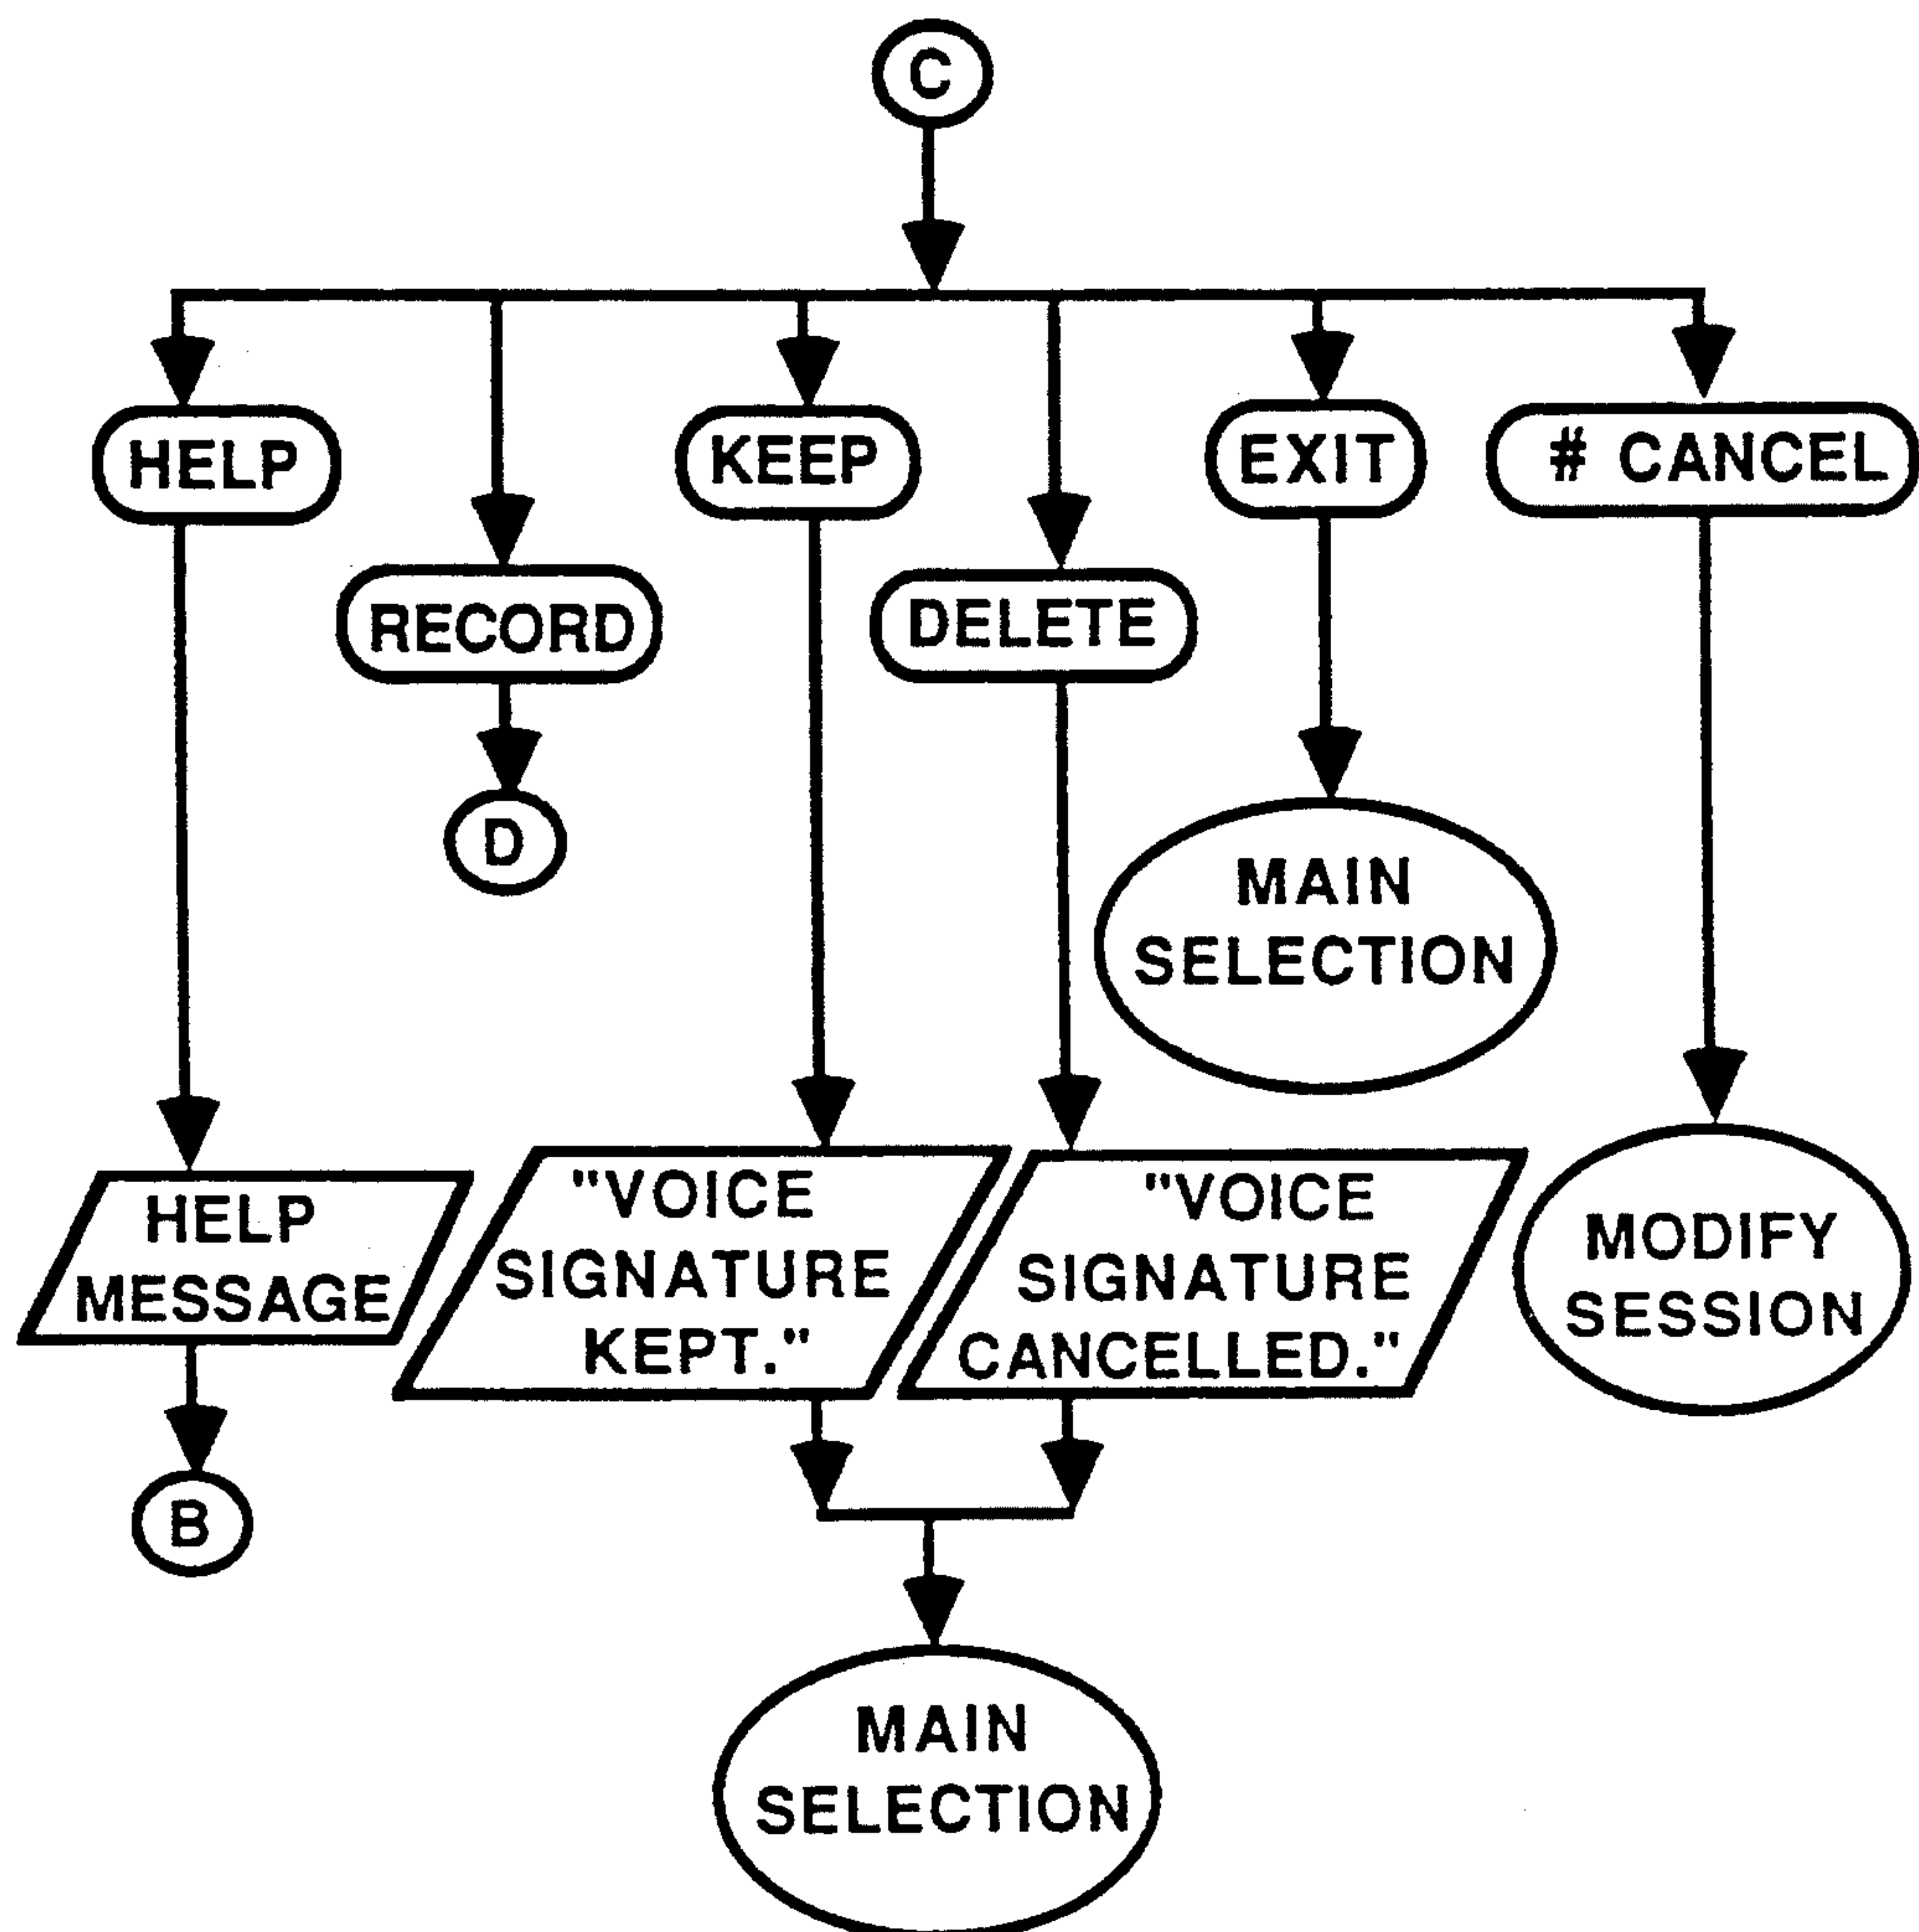 C
HELP
KEEP
EXIT
# CANCEL
RECORD
DELETE
D
MAIN
SELECTION
HELP
MESSAGE
"VOICE
SIGNATURE
KEPT."
"VOICE
SIGNATURE
CANCELLED."
MODIFY
SESSION
B
MAIN
SELECTION